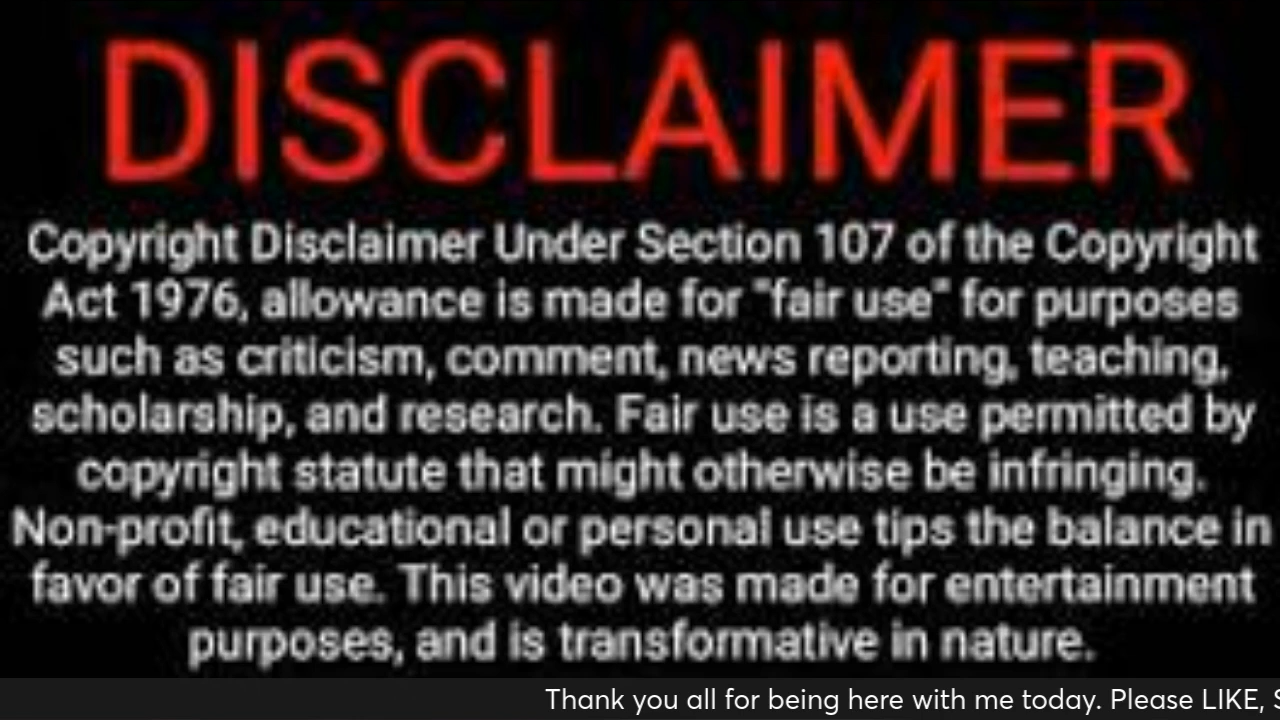 DISCLAIMER
Copyright Disclaimer Under Section 107 of the Copyright
Act 1976, allowance is made for "fair use" for purposes
such as criticism, comment, news reporting, teaching,
scholarship, and research. Fair use is a use permitted by
copyright statute that might otherwise be infringing.
Non-profit, educational or personal use tips the balance in
favor of fair use. This video was made for entertainment
purposes, and is transformative in nature.
Thank you all for being here with me today. Please LIKE,